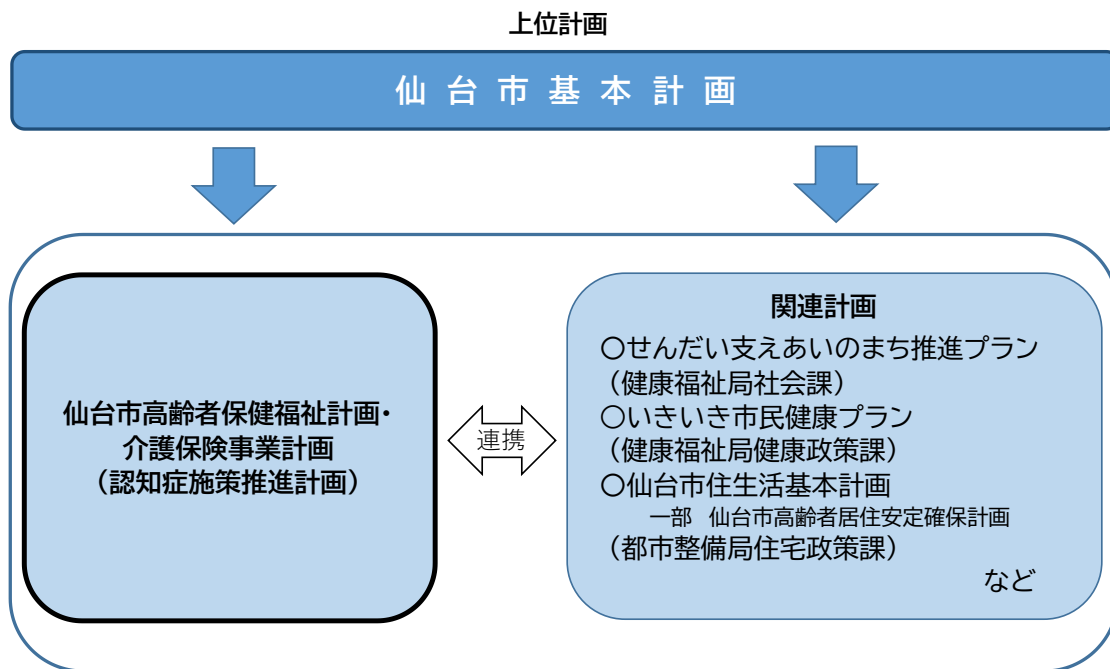 上位計画
仙台市基本計画
仙台市高齢者保健福祉計画・
介護保険事業計画
（認知症施策推進計画）
連携
関連計画
〇せんだい支えあいのまち推進プラン
（健康福祉局社会課）
〇いきいき市民健康プラン
（健康福祉局健康政策課）
〇仙台市住生活基本計画
一部　仙台市高齢者居住安定確保計画
（都市整備局住宅政策課）
など